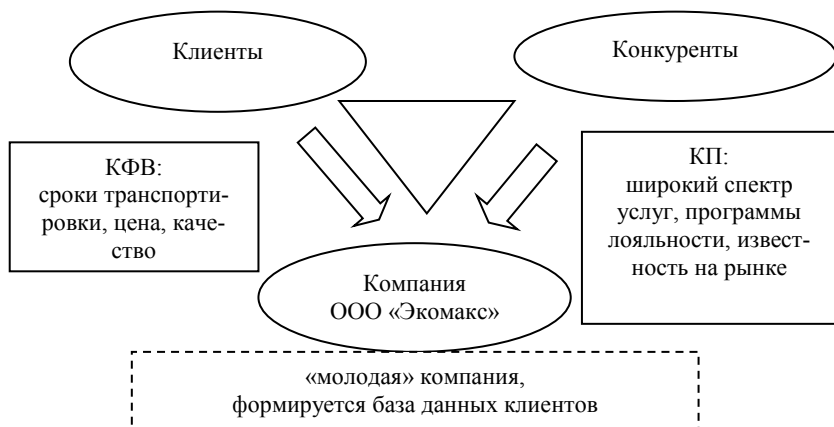 Клиенты
Конкуренты
КФВ:
сроки транспорти-
ровки, цена, каче-
ство
КП:
широкий спектр
услуг, программы
лояльности, извест-
ность на рынке
Компания
ООО «Экомакс»
«молодая» компания,
формируется база данных клиентов